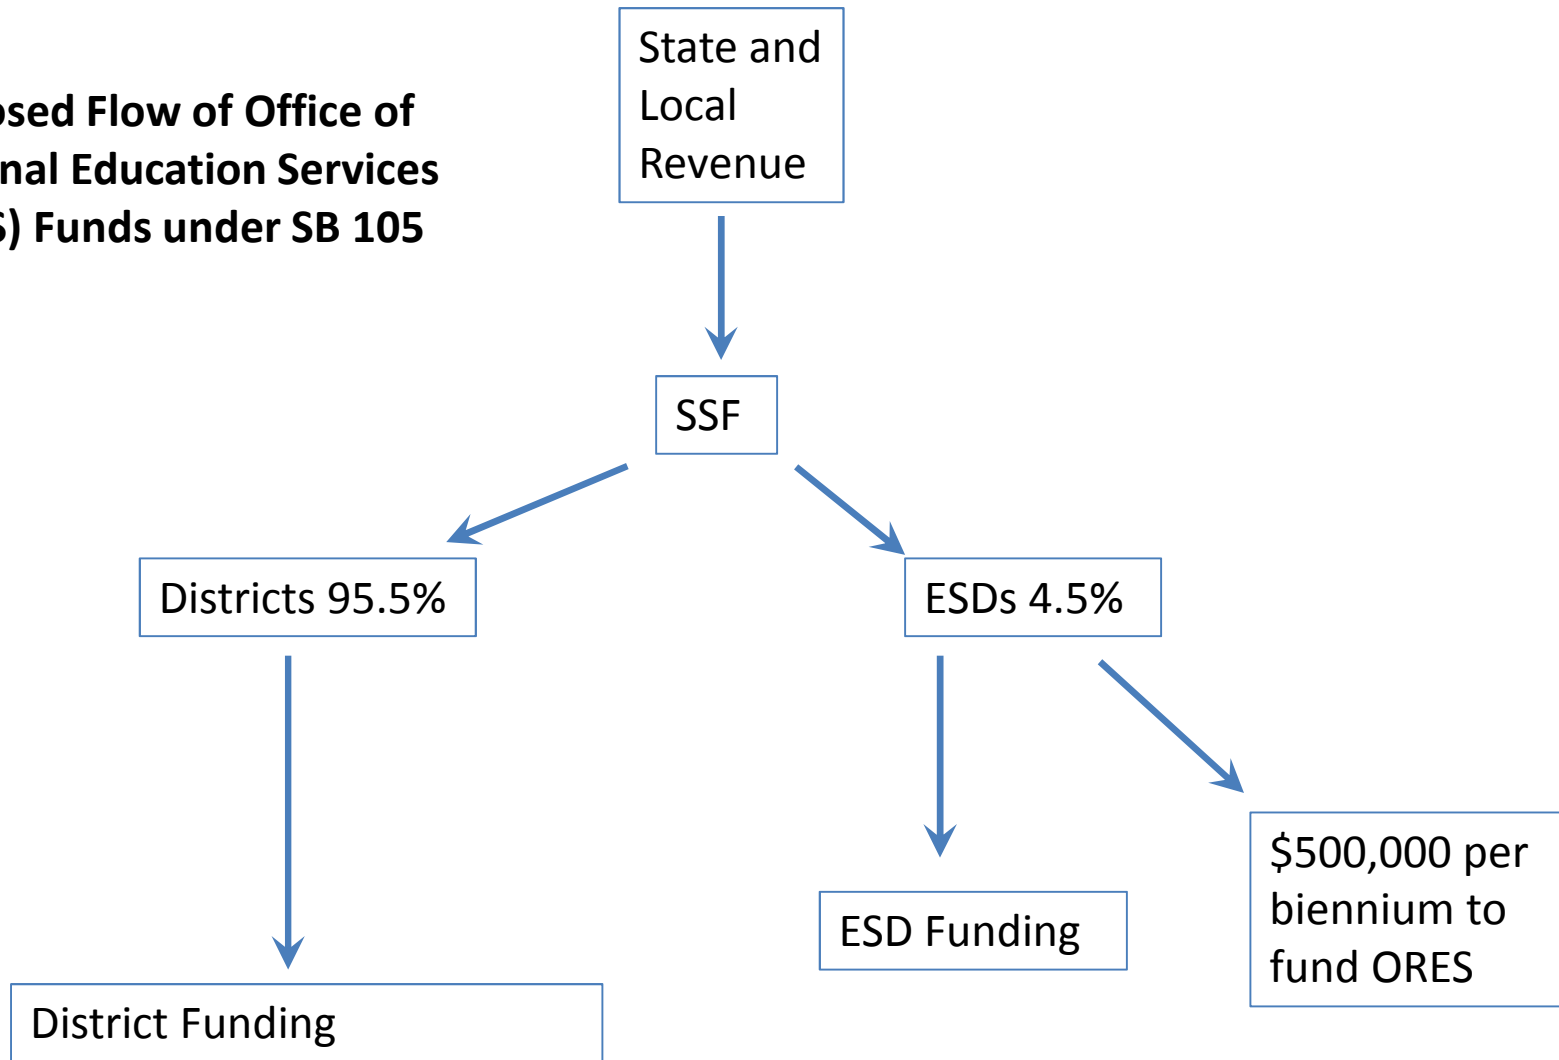 osed Flow of Office of
nal Education Services
S) Funds under SB 105
State and
Local
Revenue
SSF
Districts 95.5%
ESDs 4.5%
$500,000 per
biennium to
fund ORES
ESD Funding
District Funding